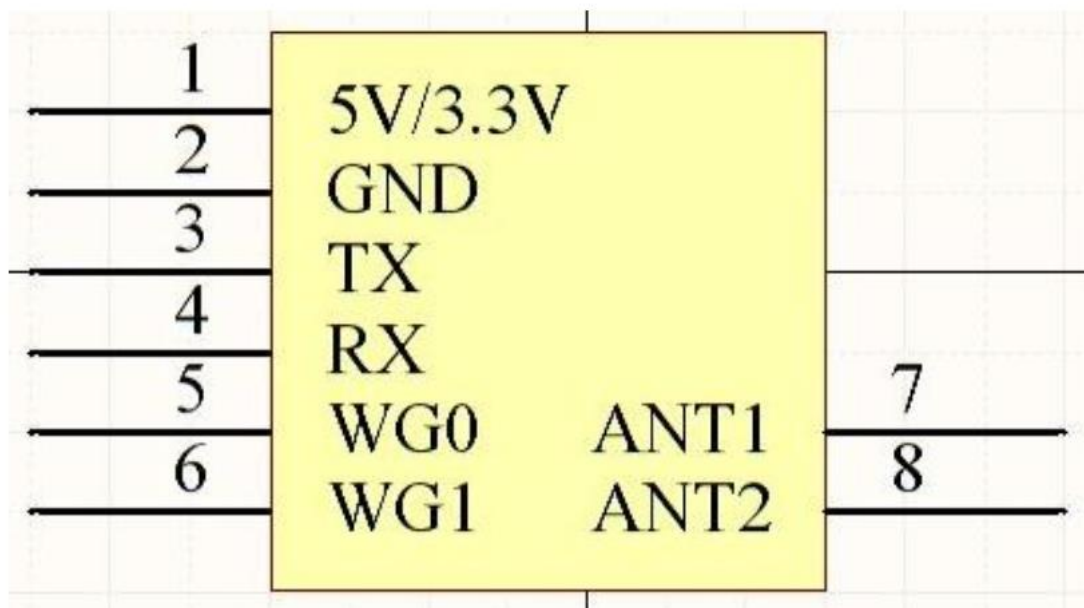 1 5V/3.3V
2 GND
3 TX
4 RX
5 WG0 ANT1 7
6 WG1 ANT2 8